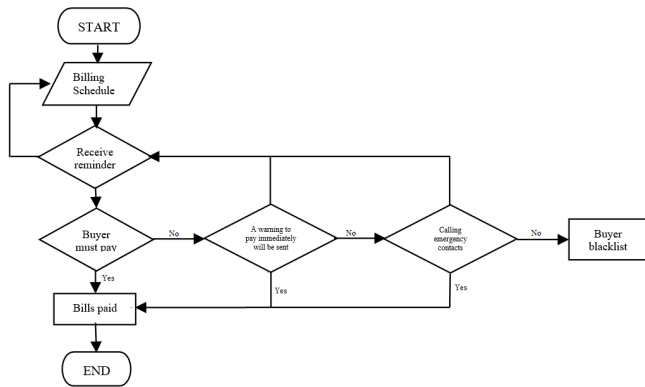 START
Billing
Schedule
Receive
reminder
Buyer
must pay
No
A warning to
pay immediately
will be sent
No
Calling
emergency
contacts
No
Buyer
blacklist
Yes
Yes
Yes
Bills paid
END